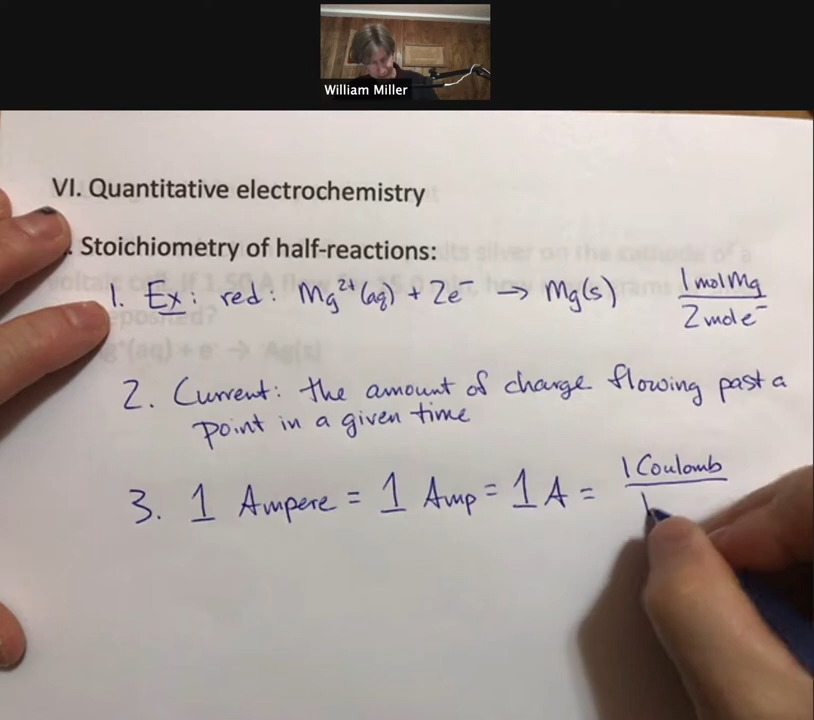 William Miller
VI. Quantitative electrochemistry
. Stoichiometry of half-reactions:
1. Ex: red: Mg²⁺(aq) + 2e⁻ → Mg(s) 1 mol Mg
2 mol e⁻
2. Current: the amount of charge flowing past a
point in a given time
3. 1 Ampere = 1 Amp = 1 A = 1 Coulomb
1